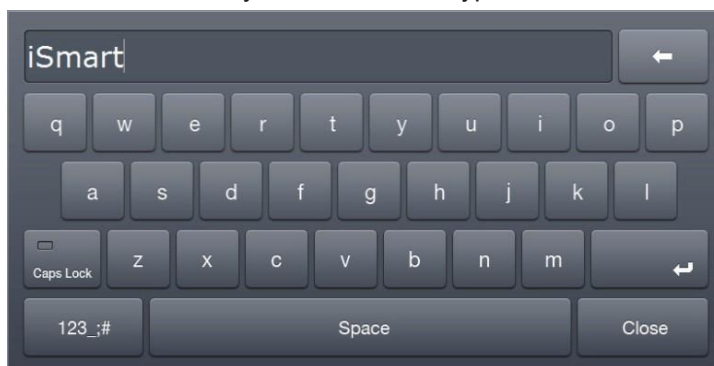 iSmart
q w e r t y u i o p
a s d f g h j k l
Caps Lock z x c v b n m
123_;# Space Close